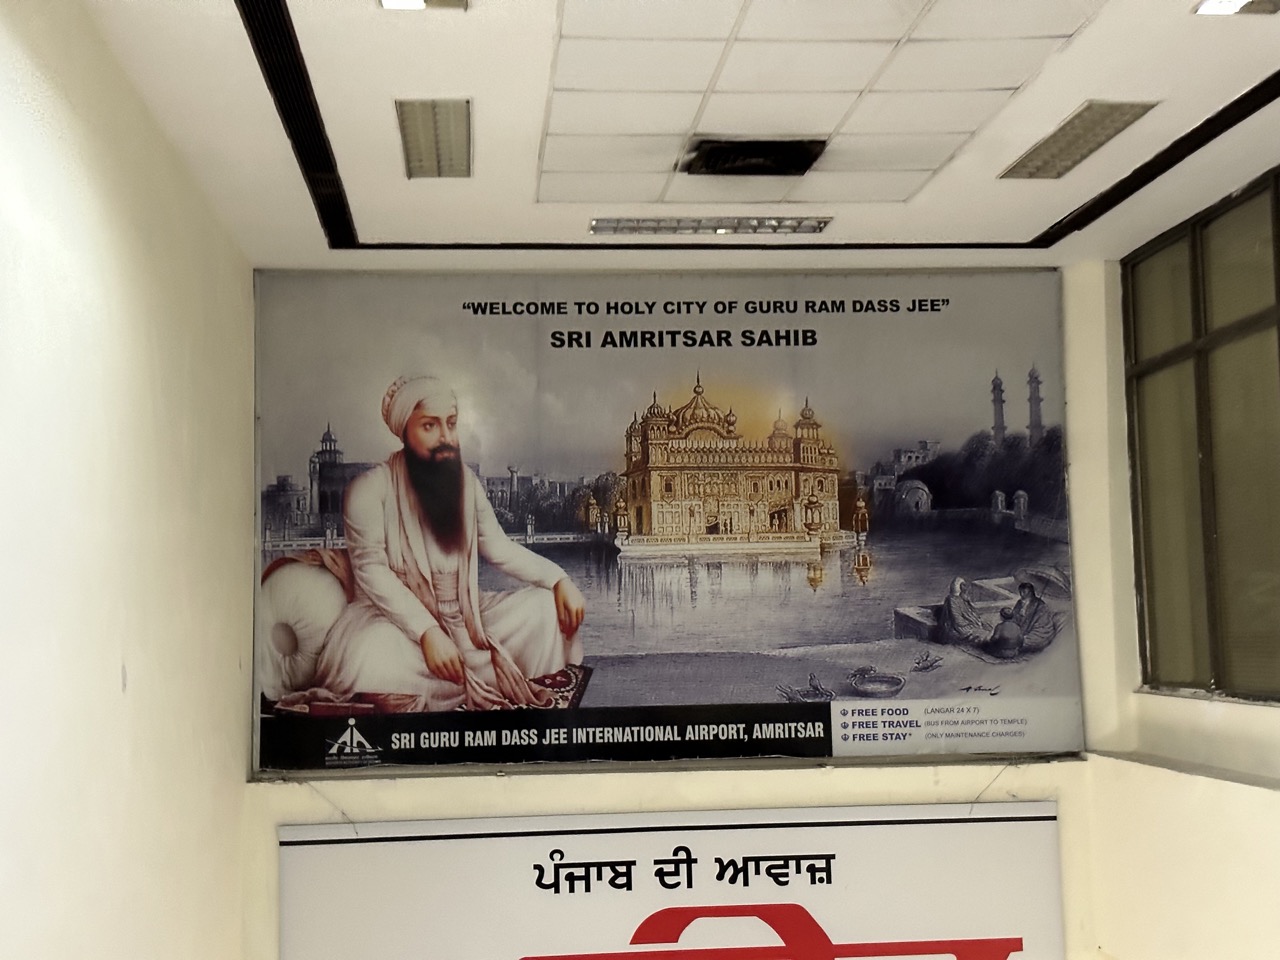 “WELCOME TO HOLY CITY OF GURU RAM DASS JEE”
SRI AMRITSAR SAHIB
SRI GURU RAM DASS JEE INTERNATIONAL AIRPORT, AMRITSAR
FREE FOOD (LANGAR 24 X 7)
FREE TRAVEL (BUS FROM AIRPORT TO TEMPLE)
FREE STAY* (ONLY MAINTENANCE CHARGES)
ਪੰਜਾਬ ਦੀ ਆਵਾਜ਼